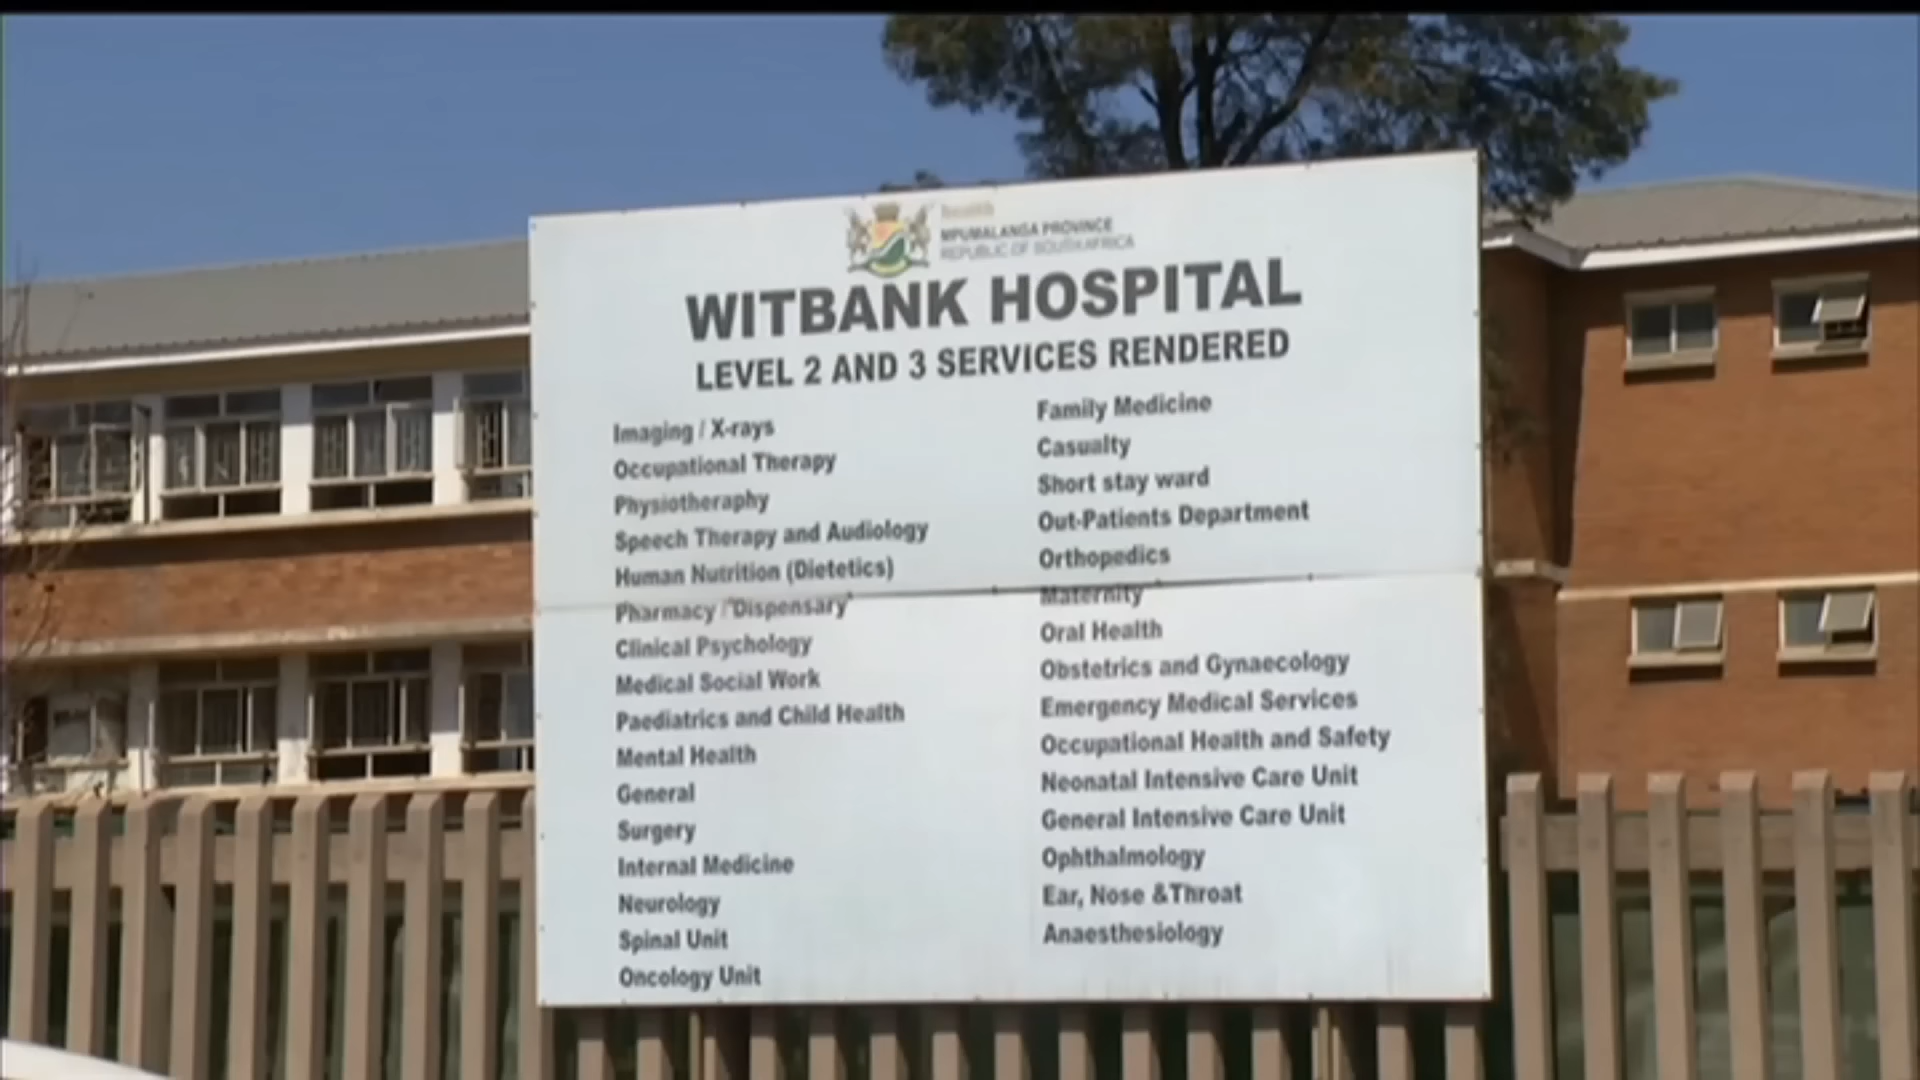 health
MPUMALANGA PROVINCE
REPUBLIC OF SOUTH AFRICA
WITBANK HOSPITAL
LEVEL 2 AND 3 SERVICES RENDERED
Imaging / X-rays
Occupational Therapy
Physiotheraphy
Speech Therapy and Audiology
Human Nutrition (Dietetics)
Pharmacy / Dispensary
Clinical Psychology
Medical Social Work
Paediatrics and Child Health
Mental Health
General
Surgery
Internal Medicine
Neurology
Spinal Unit
Oncology Unit
Family Medicine
Casualty
Short stay ward
Out-Patients Department
Orthopedics
Maternity
Oral Health
Obstetrics and Gynaecology
Emergency Medical Services
Occupational Health and Safety
Neonatal Intensive Care Unit
General Intensive Care Unit
Ophthalmology
Ear, Nose &Throat
Anaesthesiology